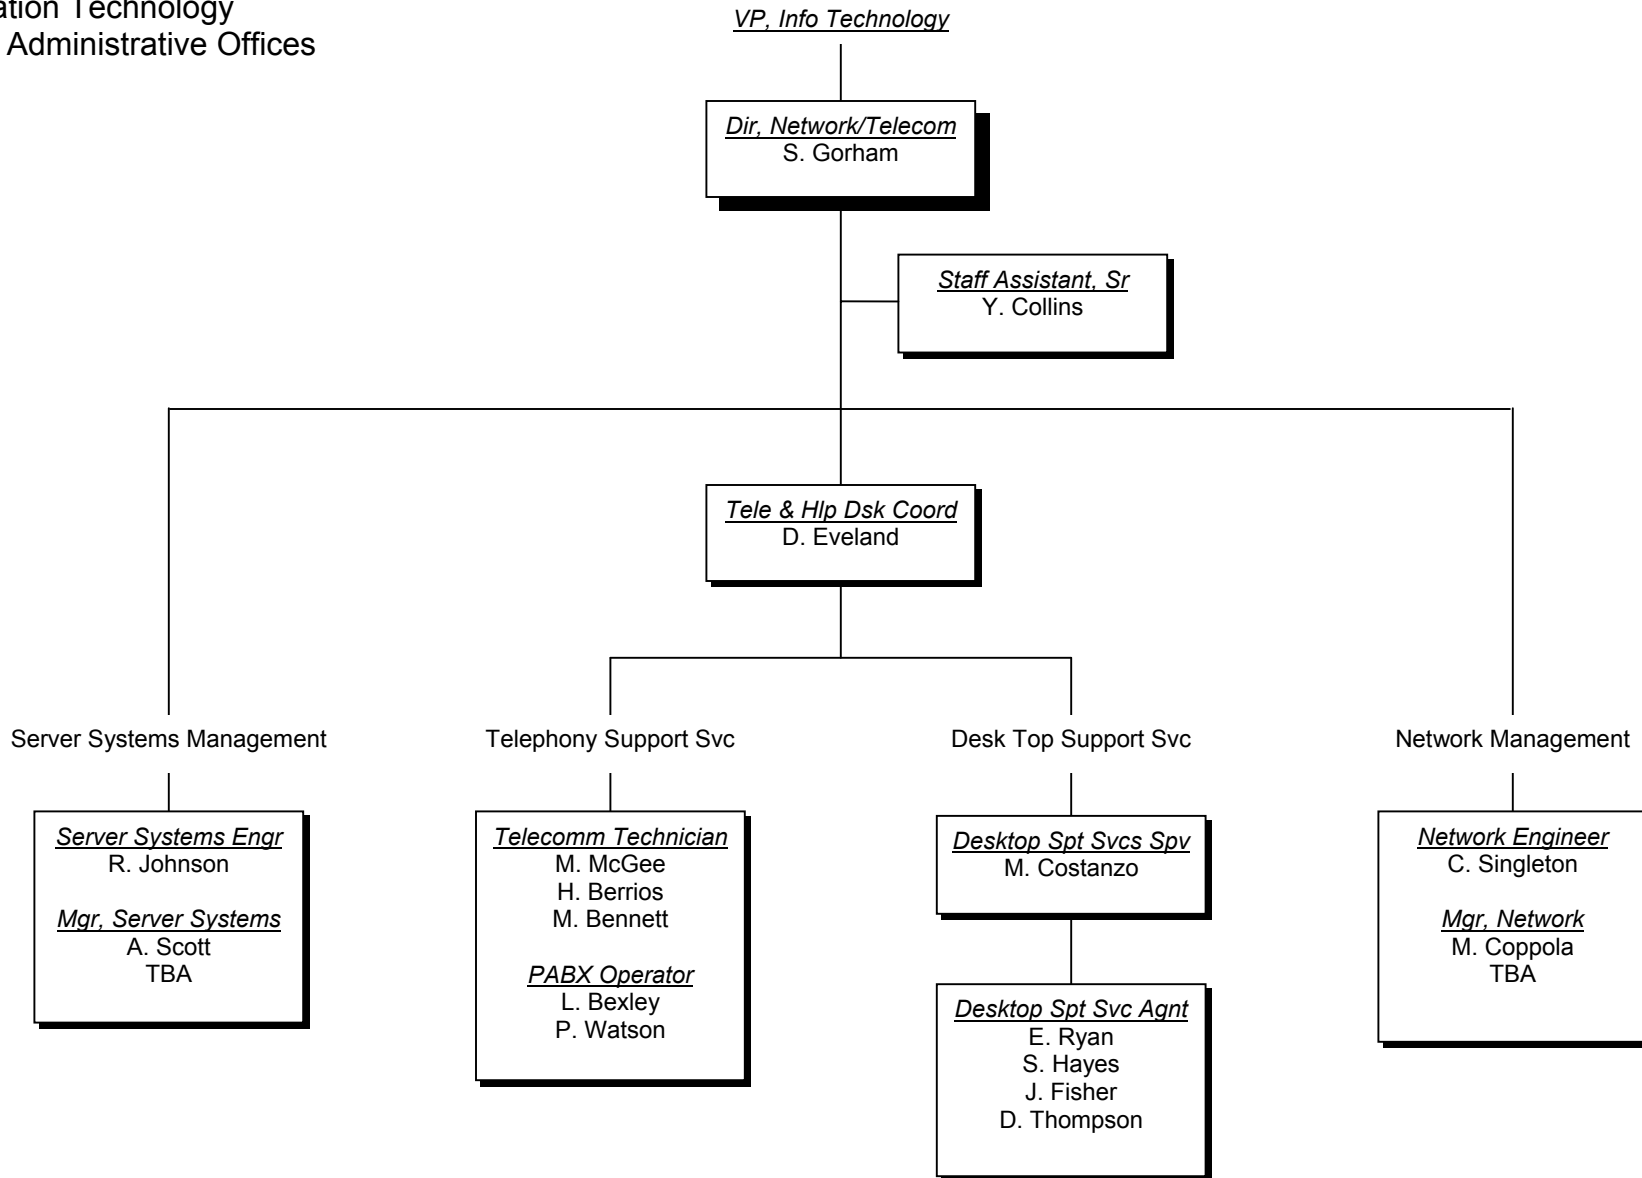 Technology
Administrative Offices
VP, Info Technology
Dir, Network/Telecom
S. Gorham
Staff Assistant, Sr
Y. Collins
Tele & Hlp Dsk Coord
D. Eveland
Server Systems Management
Telephony Support Svc
Desk Top Support Svc
Network Management
Server Systems Engr
R. Johnson
Mgr, Server Systems
A. Scott
TBA
Telecomm Technician
M. McGee
H. Berrios
M. Bennett
PABX Operator
L. Bexley
P. Watson
Desktop Spt Svcs Spv
M. Costanzo
Desktop Spt Svc Agnt
E. Ryan
S. Hayes
J. Fisher
D. Thompson
Network Engineer
C. Singleton
Mgr, Network
M. Coppola
TBA